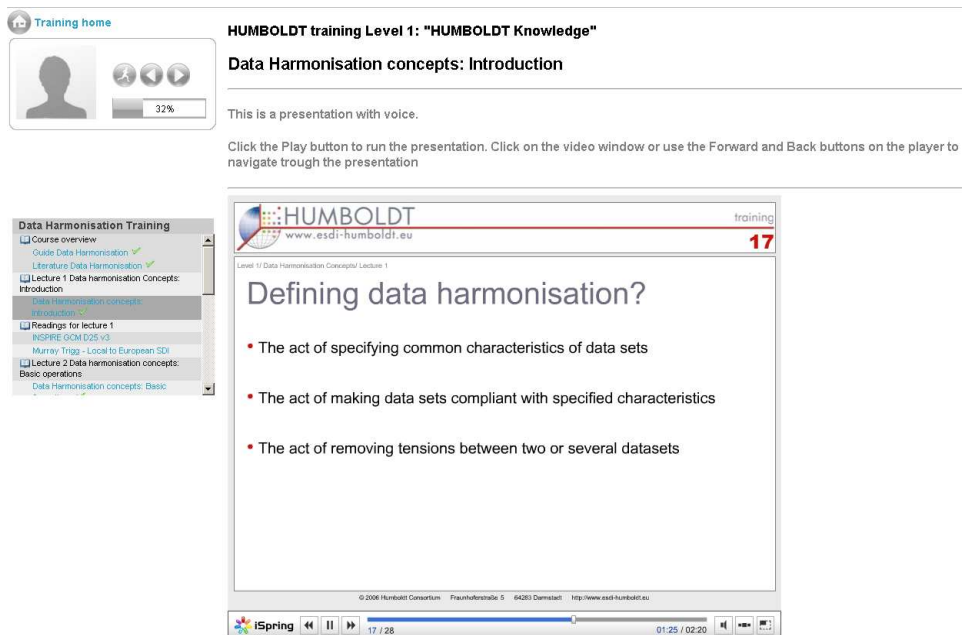 Training home
32%
HUMBOLDT training Level 1: "HUMBOLDT Knowledge"
Data Harmonisation concepts: Introduction
This is a presentation with voice.
Click the Play button to run the presentation. Click on the video window or use the Forward and Back buttons on the player to
navigate trough the presentation
Data Harmonisation Training
Course overview
Guide Data Harmonisation
Literature Data Harmonisation
Lecture 1 Data harmonisation Concepts:
Introduction
Data Harmonisation concepts:
Introduction
Readings for lecture 1
INSPIRE GCM D25 v3
Murray Trigg - Local to European SDI
Lecture 2 Data harmonisation concepts:
Basic operations
Data Harmonisation concepts: Basic
HUMBOLDT
www.esdi-humboldt.eu
training
17
Level 1/ Data Harmonisation Concepts/ Lecture 1
Defining data harmonisation?
• The act of specifying common characteristics of data sets
• The act of making data sets compliant with specified characteristics
• The act of removing tensions between two or several datasets
© 2006 Humboldt Consortium Fraunhoferstraße 5 64283 Darmstadt http://www.esdi-humboldt.eu
iSpring
17 / 28
01:25 / 02:20